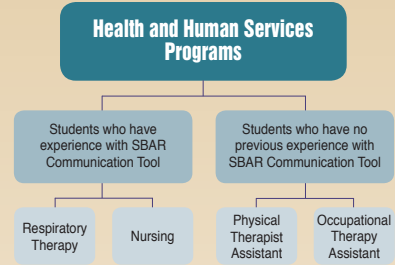 Health and Human Services
Programs
Students who have
experience with SBAR
Communication Tool
Students who have no
previous experience with
SBAR Communication Tool
Respiratory
Therapy
Nursing
Physical
Therapist
Assistant
Occupational
Therapy
Assistant